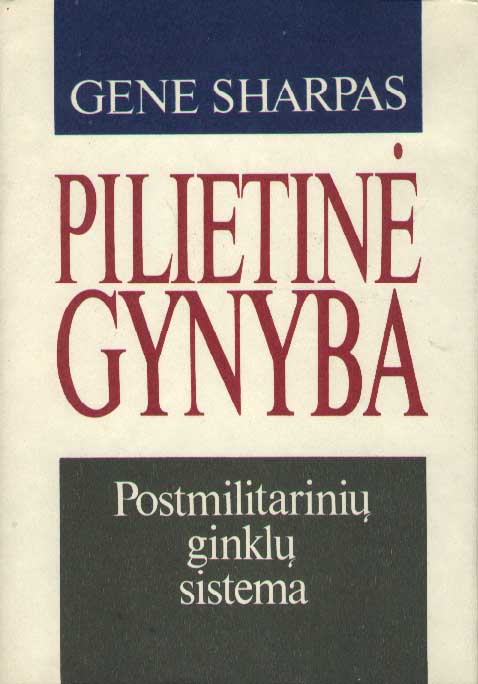 GENE SHARPAS
PILIETINĖ
GYNYBA
Postmilitarinių
ginklų
sistema